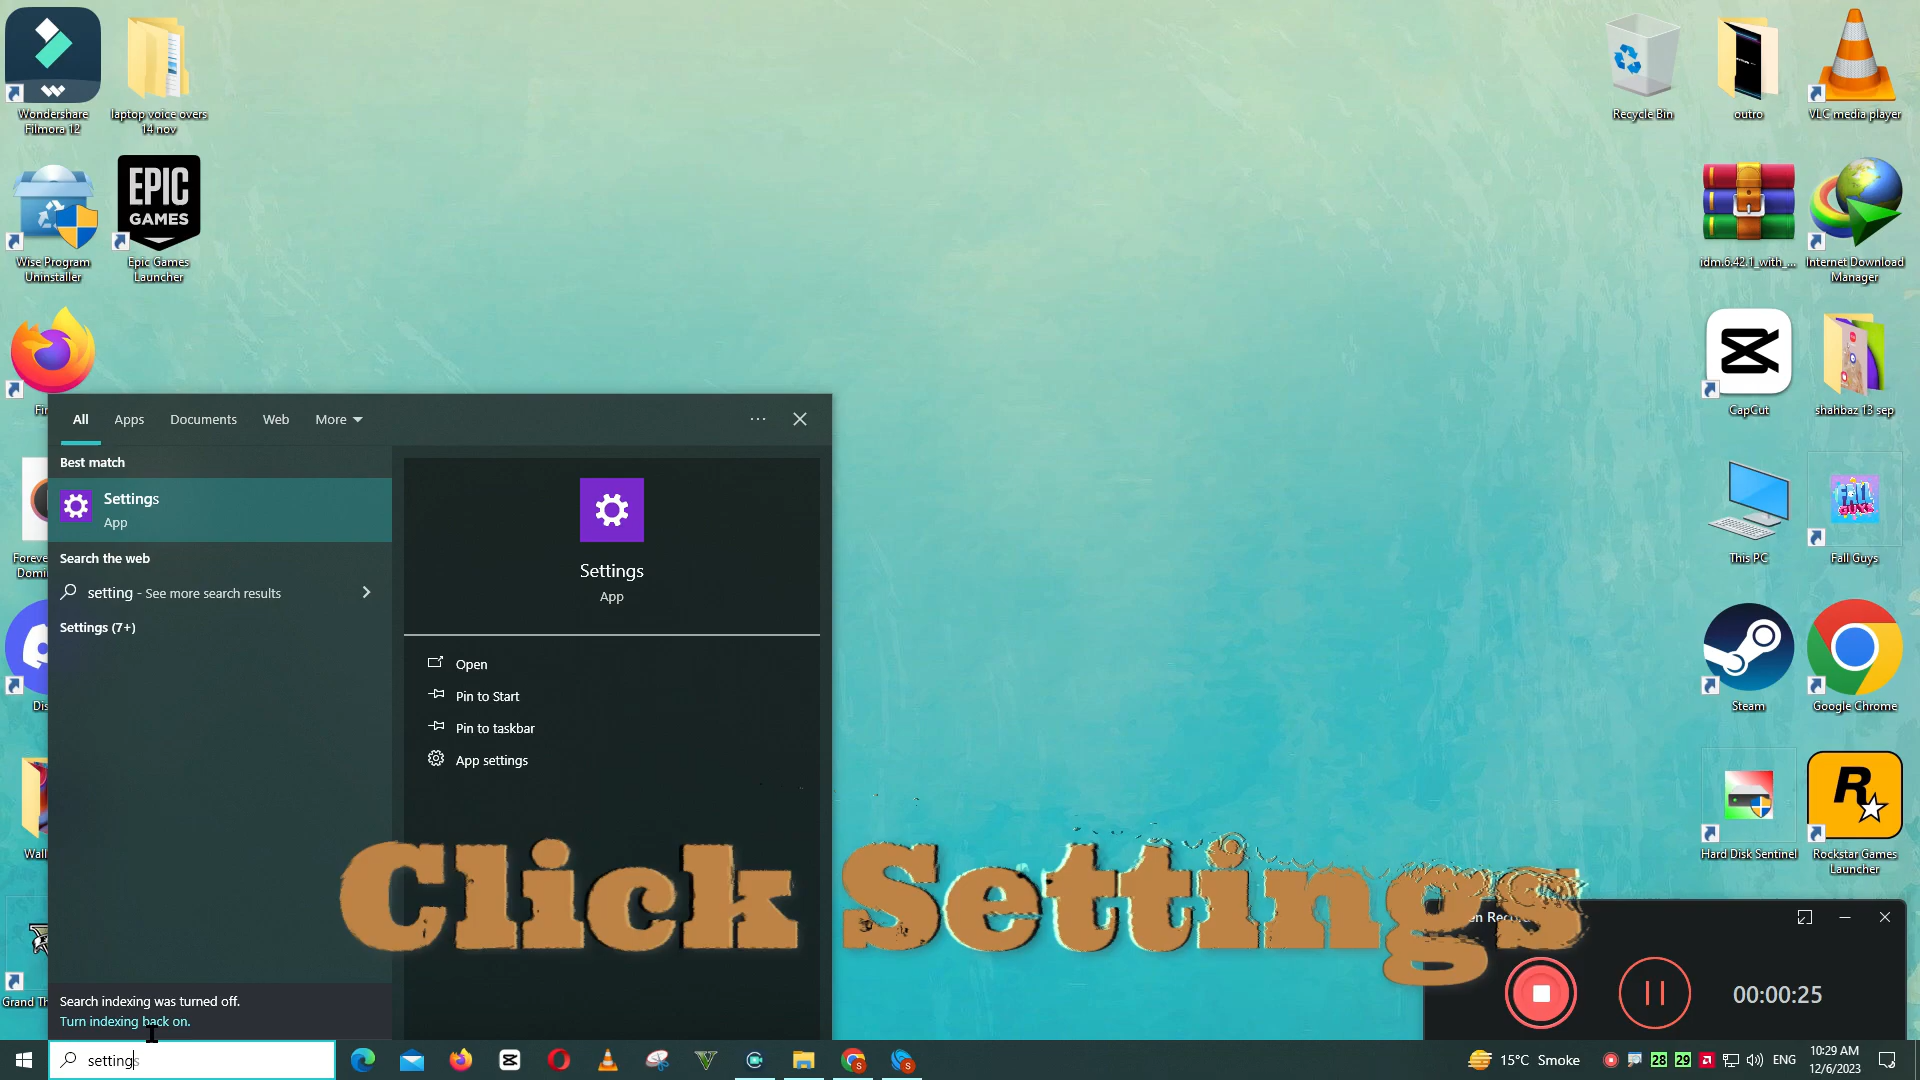 Wondershare
Filmora 12
laptop voice overs
14 nov
Recycle Bin
outro
VLC media player
Wise Program
Uninstaller
EPIC
GAMES
Epic Games
Launcher
idm.6.42.1_with_...
Internet Download
Manager
CapCut
shahbaz 13 sep
All
Apps
Documents
Web
More
Best match
Settings
App
Search the web
setting - See more search results
Settings (7+)
Settings
App
Open
Pin to Start
Pin to taskbar
App settings
This PC
FALL
GUYS
Fall Guys
Steam
Google Chrome
Hard Disk Sentinel
R
Rockstar Games
Launcher
Click Settings
00:00:25
Search indexing was turned off.
Turn indexing back on.
settings
15°C Smoke
28
29
ENG
10:29 AM
12/6/2023